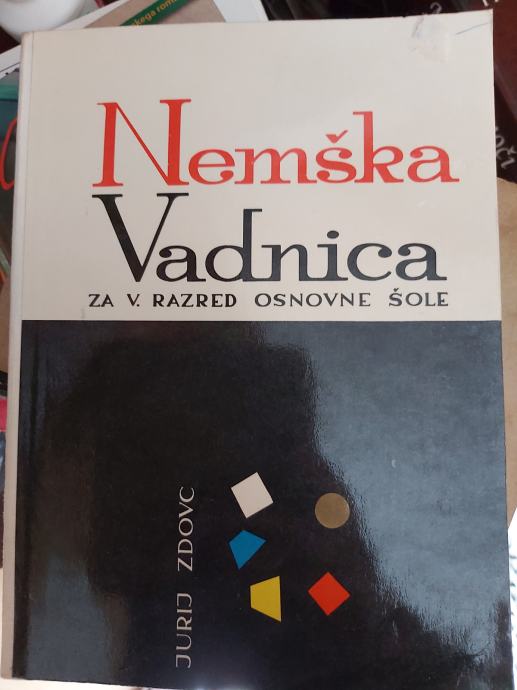 Nemška
Vadnica
ZA V. RAZRED OSNOVNE ŠOLE
JURIJ ZDOVC